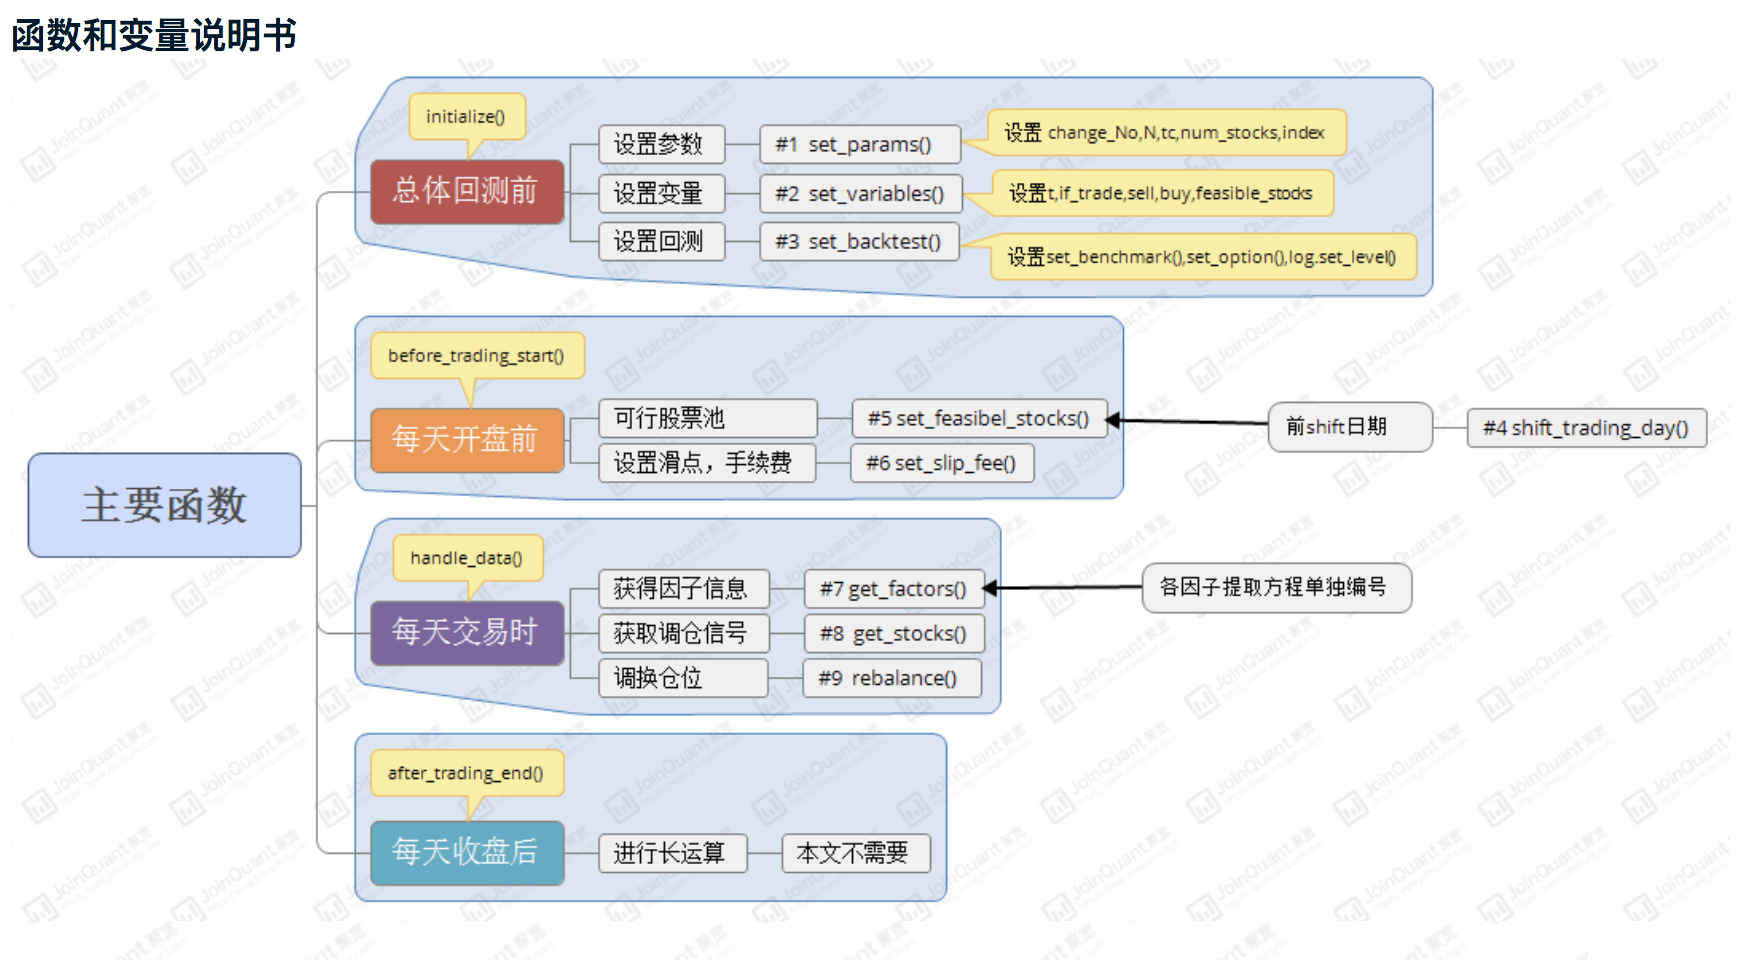 函数和变量说明书
initialize()
总体回测前
设置参数
#1 set_params()
设置 change_No,N,tc,num_stocks,index
设置变量
#2 set_variables()
设置t,if_trade,sell,buy,feasible_stocks
设置回测
#3 set_backtest()
设置set_benchmark(),set_option(),log.set_level()
before_trading_start()
每天开盘前
可行股票池
#5 set_feasibel_stocks()
前shift日期
#4 shift_trading_day()
设置滑点，手续费
#6 set_slip_fee()
主要函数
handle_data()
每天交易时
获得因子信息
#7 get_factors()
各因子提取方程单独编号
获取调仓信号
#8 get_stocks()
调换仓位
#9 rebalance()
after_trading_end()
每天收盘后
进行长运算
本文不需要
JoinQuant 聚宽